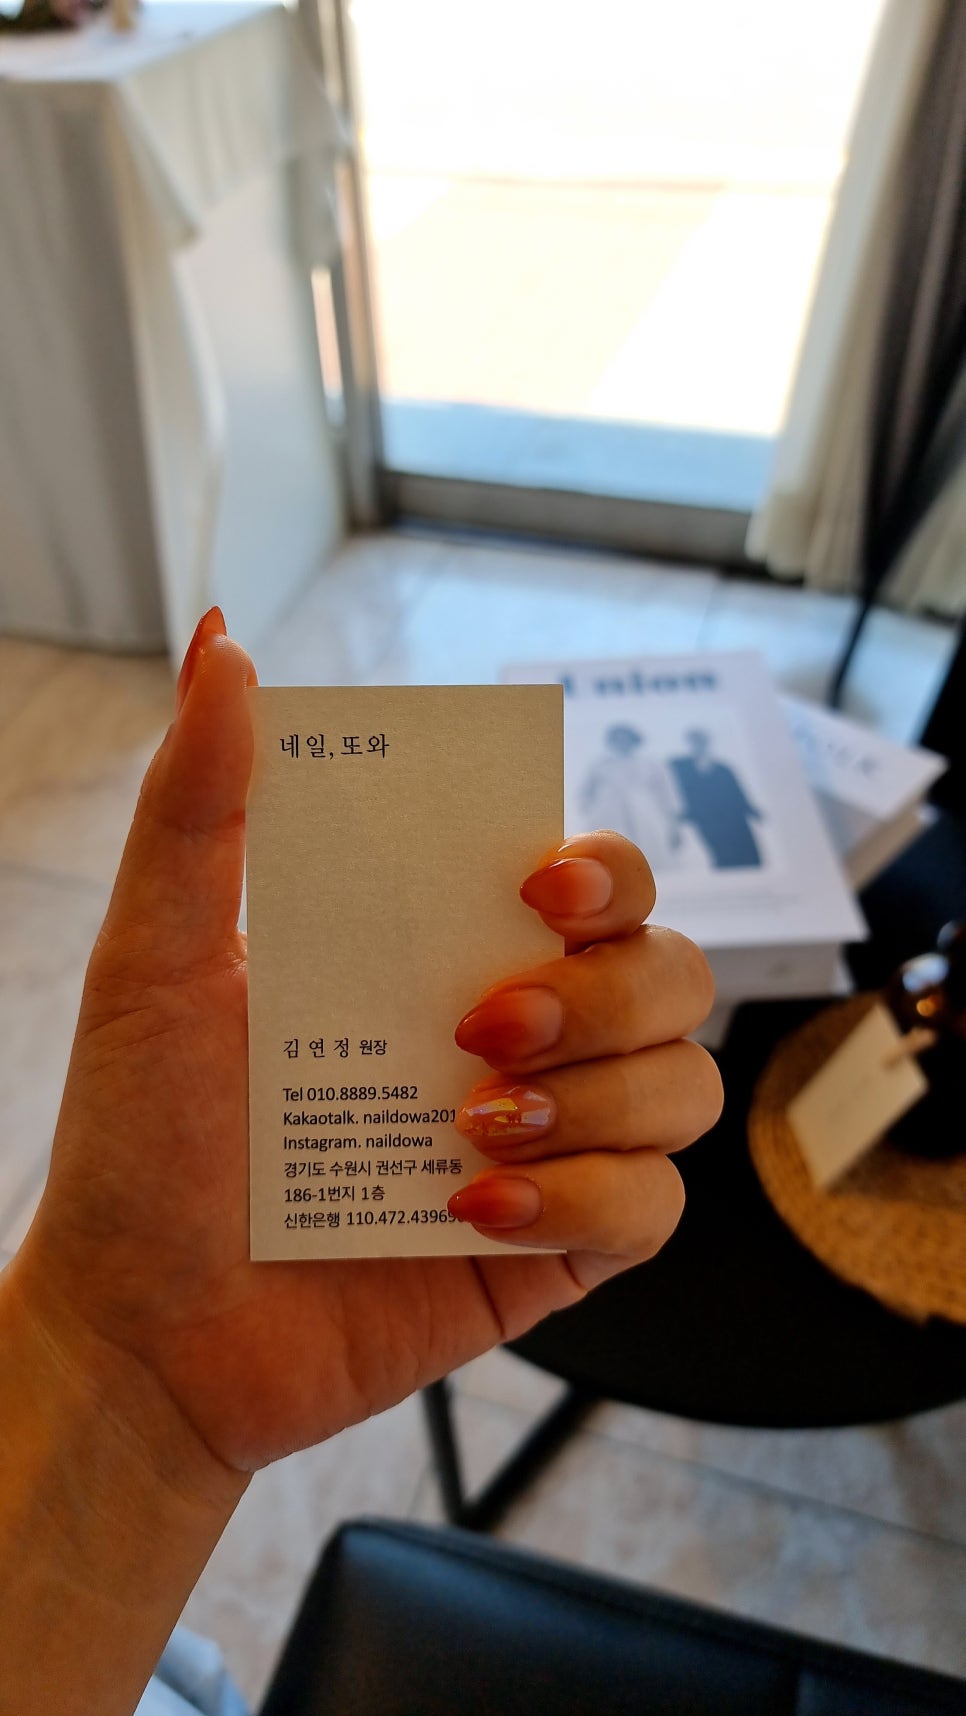 네일, 또와
김 연 정 원장
Tel 010.8889.5482
Kakaotalk. naildowa201
Instagram. naildowa
경기도 수원시 권선구 세류동
186-1번지 1층
신한은행 110.472.43969